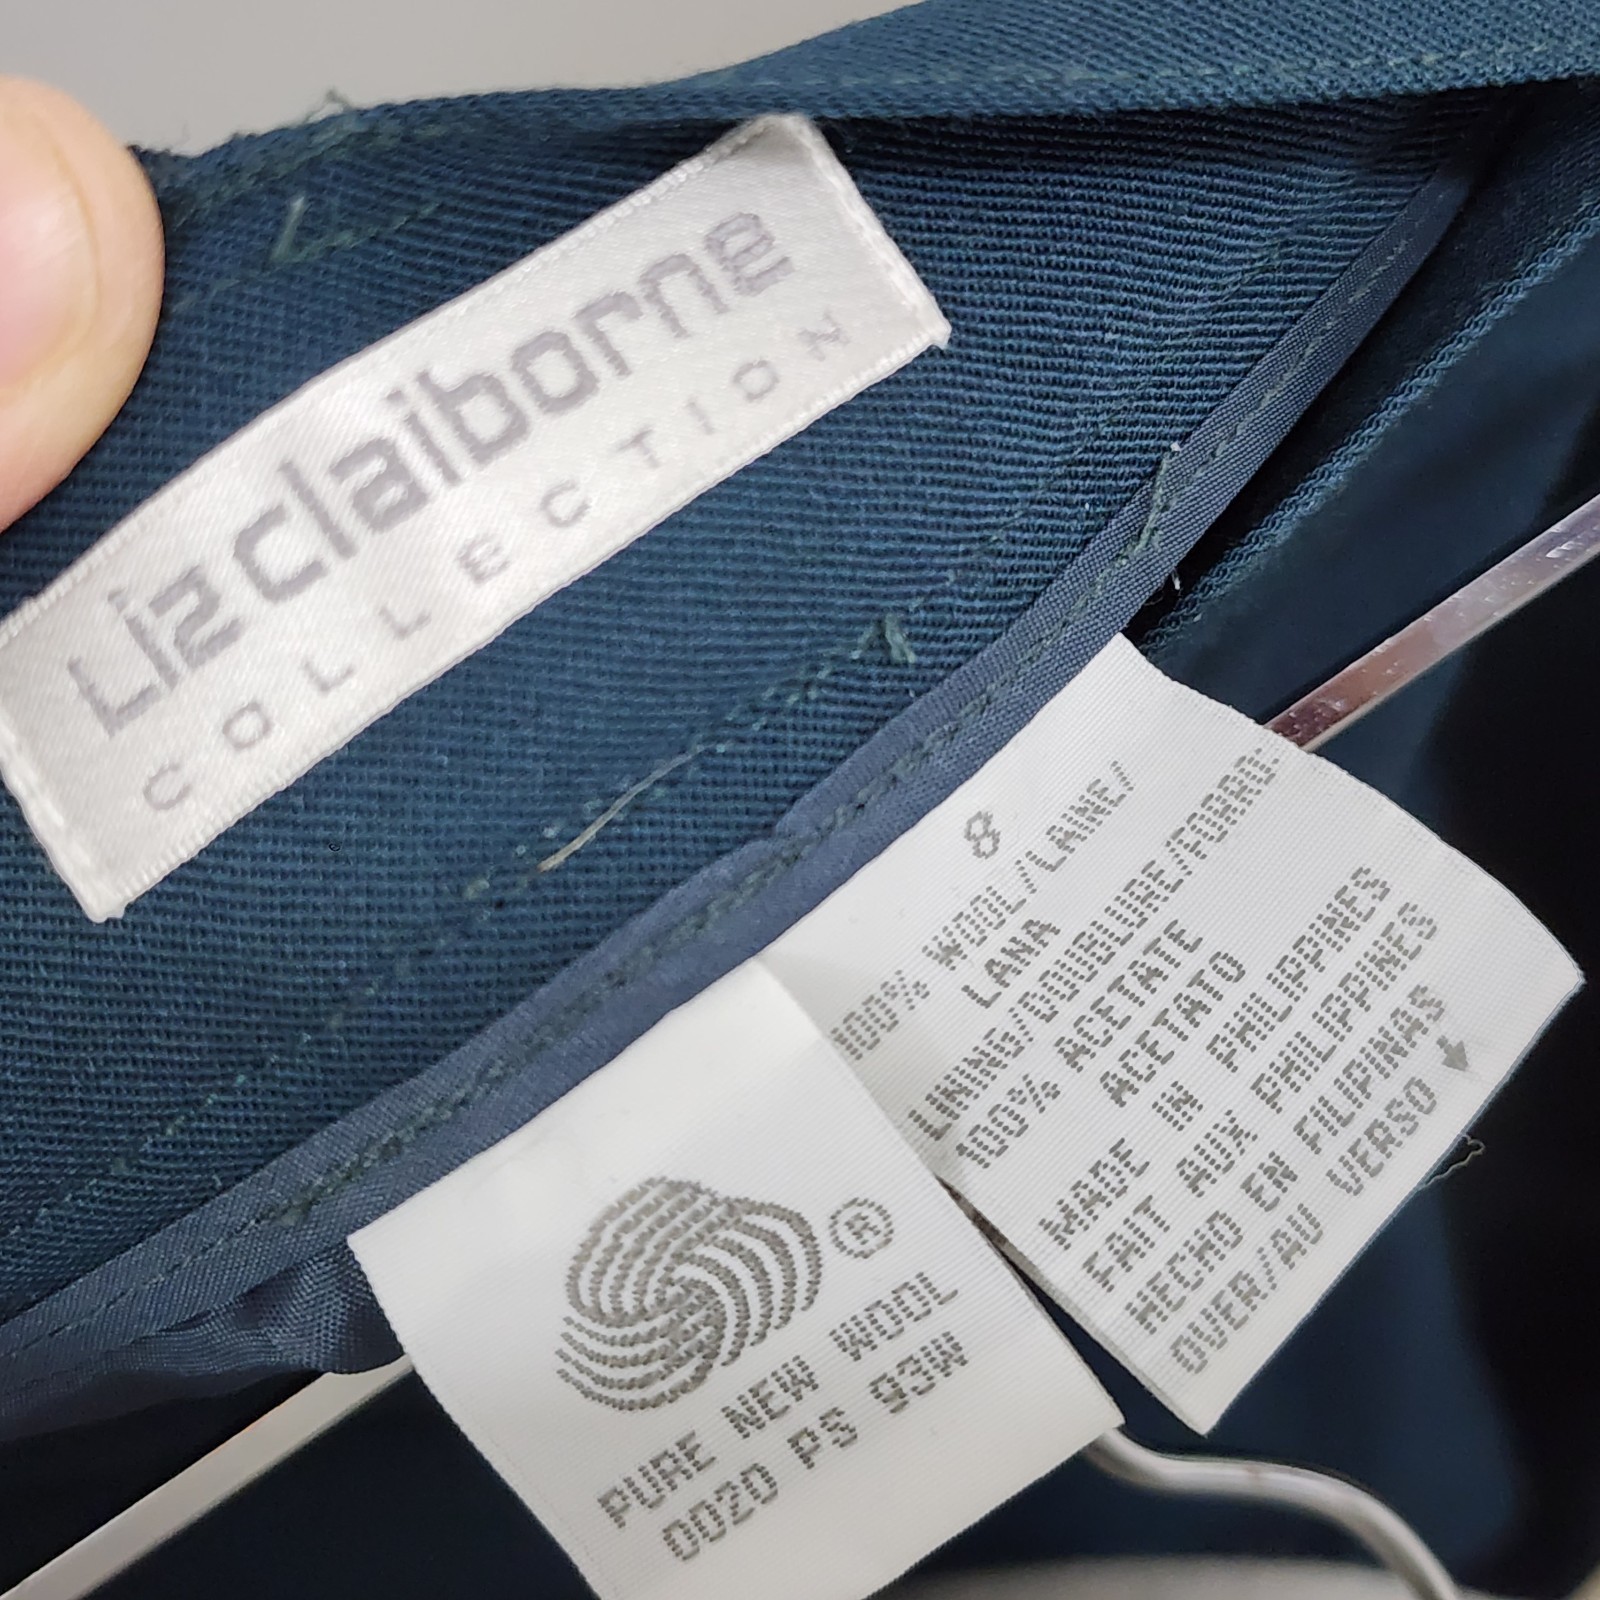 Liz claiborne
COLLECTION
8
100% WOOL/LAINE/
LANA
LINING/DOUBLURE/FORRO:
100% ACETATE
ACETATO
MADE IN PHILIPPINES
FAIT AUX PHILIPPINES
HECHO EN FILIPINAS
OVER/AU VERSO
®
PURE NEW WOOL
0020 PS 9SW